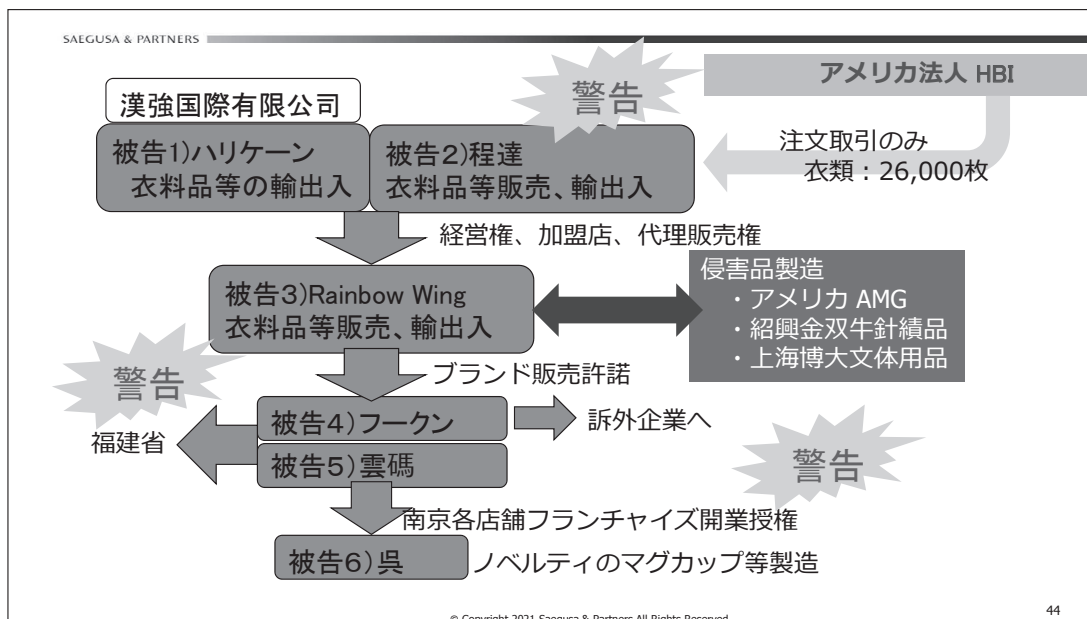 SAEGUSA & PARTNERS
警告
アメリカ法人 HBI
漢強国際有限公司
被告1)ハリケーン
衣料品等の輸出入
被告2)程達
衣料品等販売、輸出入
注文取引のみ
衣類：26,000枚
経営権、加盟店、代理販売権
被告3)Rainbow Wing
衣料品等販売、輸出入
侵害品製造
・アメリカ AMG
・紹興金双牛針績品
・上海博大文体用品
ブランド販売許諾
警告
福建省
被告4)フークン
訴外企業へ
被告5)雲碼
警告
南京各店舗フランチャイズ開業授権
被告6)呉
ノベルティのマグカップ等製造
© Copyright 2021 Saegusa & Partners All Rights Reserved
44